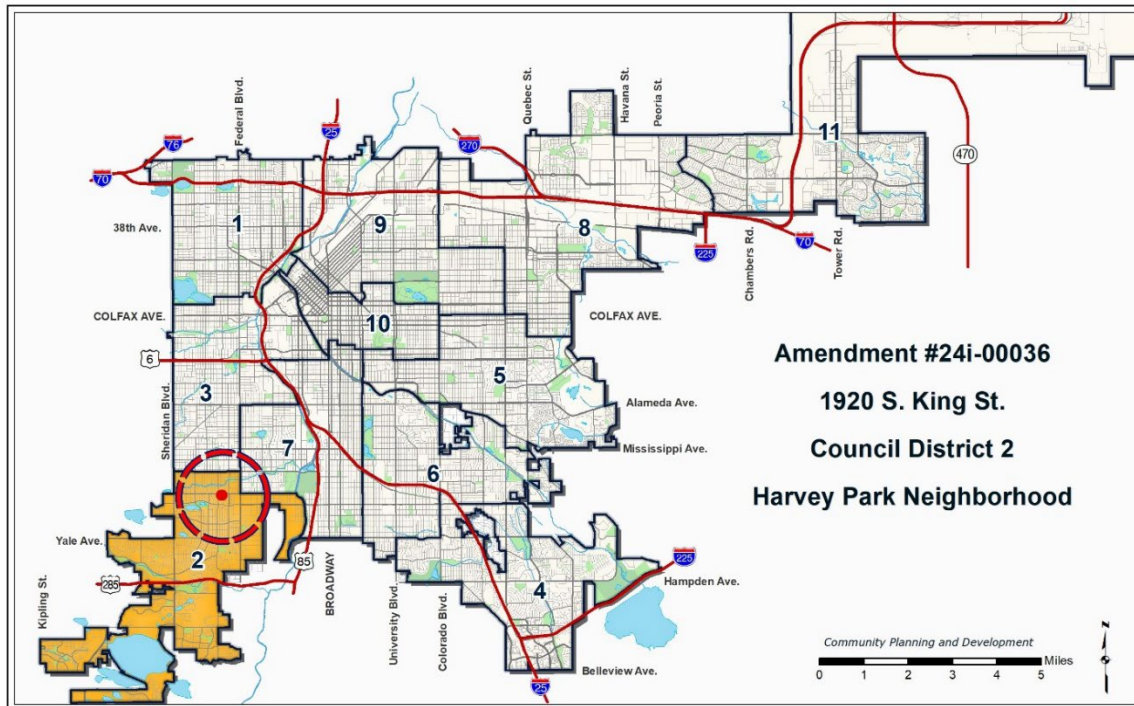 Federal Blvd.
Quebec St.
Havana St.
Peoria St.
76
25
270
11
470
70
38th Ave.
1
9
8
225
Chambers Rd.
70
Tower Rd.
COLFAX AVE.
10
COLFAX AVE.
6
3
5
Sheridan Blvd.
Alameda Ave.
7
6
Mississippi Ave.
Amendment #24i-00036
1920 S. King St.
Council District 2
Harvey Park Neighborhood
Yale Ave.
2
85
BROADWAY
285
Kipling St.
University Blvd.
Colorado Blvd.
4
225
Hampden Ave.
25
Belleview Ave.
Community Planning and Development
Miles
0 1 2 3 4 5
N